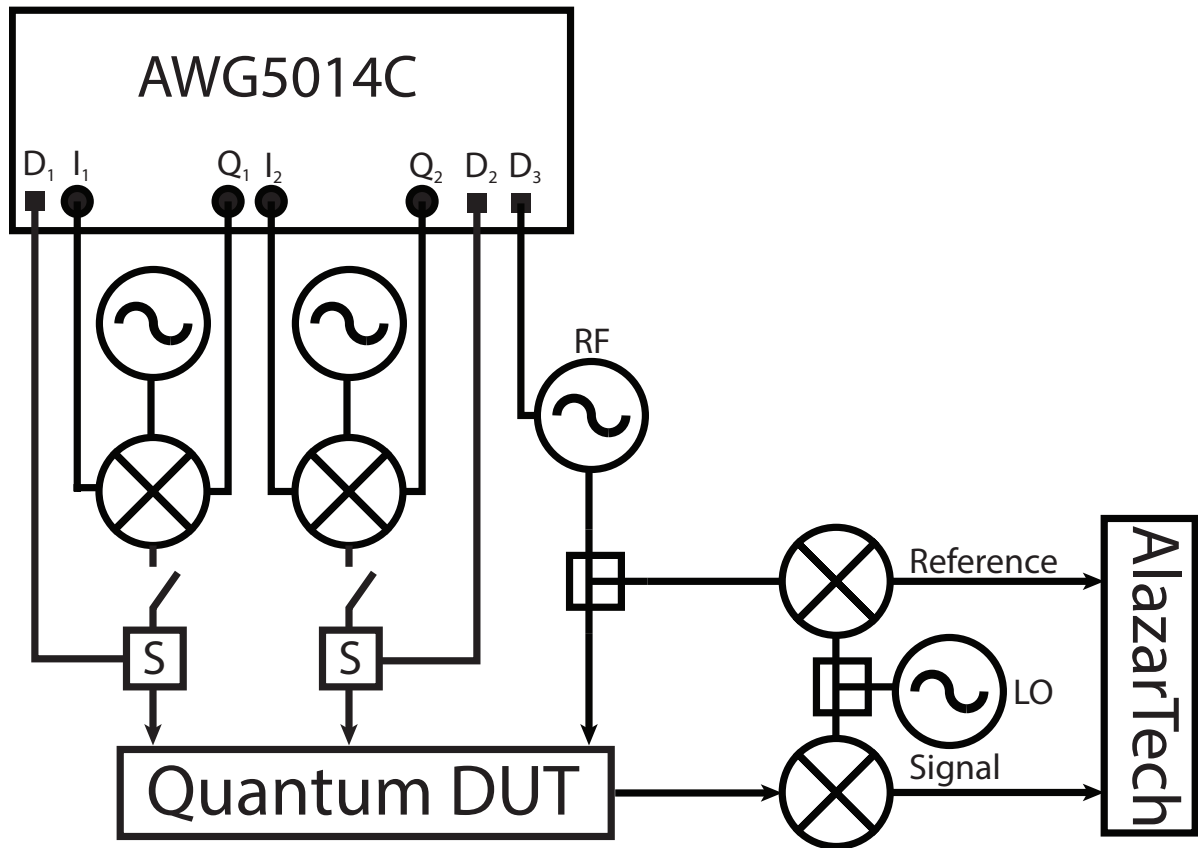 AWG5014C
D₁ I₁ Q₁ I₂ Q₂ D₂ D₃
RF
Reference
S S
LO
Signal
Quantum DUT
AlazarTech